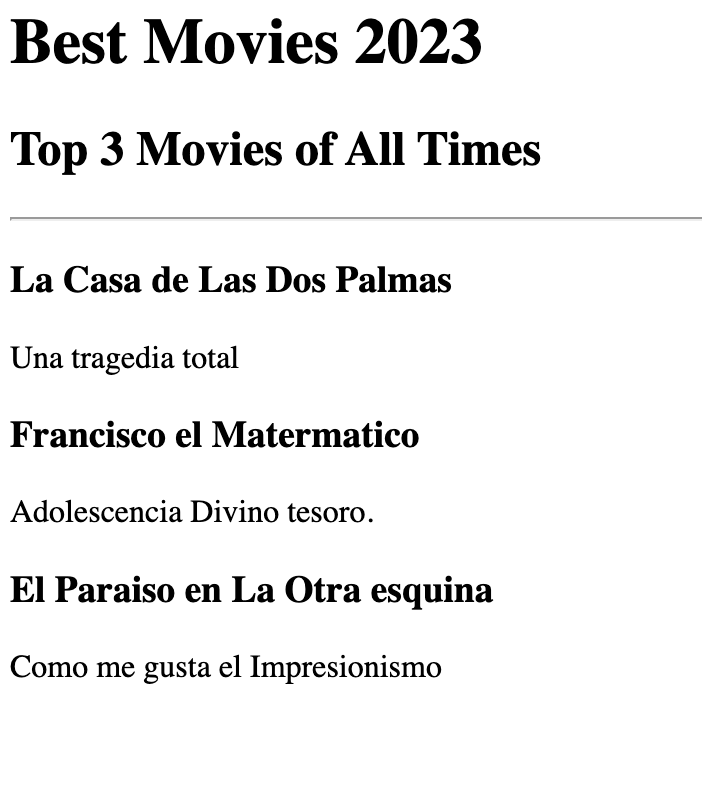 Best Movies 2023
Top 3 Movies of All Times
La Casa de Las Dos Palmas
Una tragedia total
Francisco el Matermatico
Adolescencia Divino tesoro.
El Paraiso en La Otra esquina
Como me gusta el Impresionismo